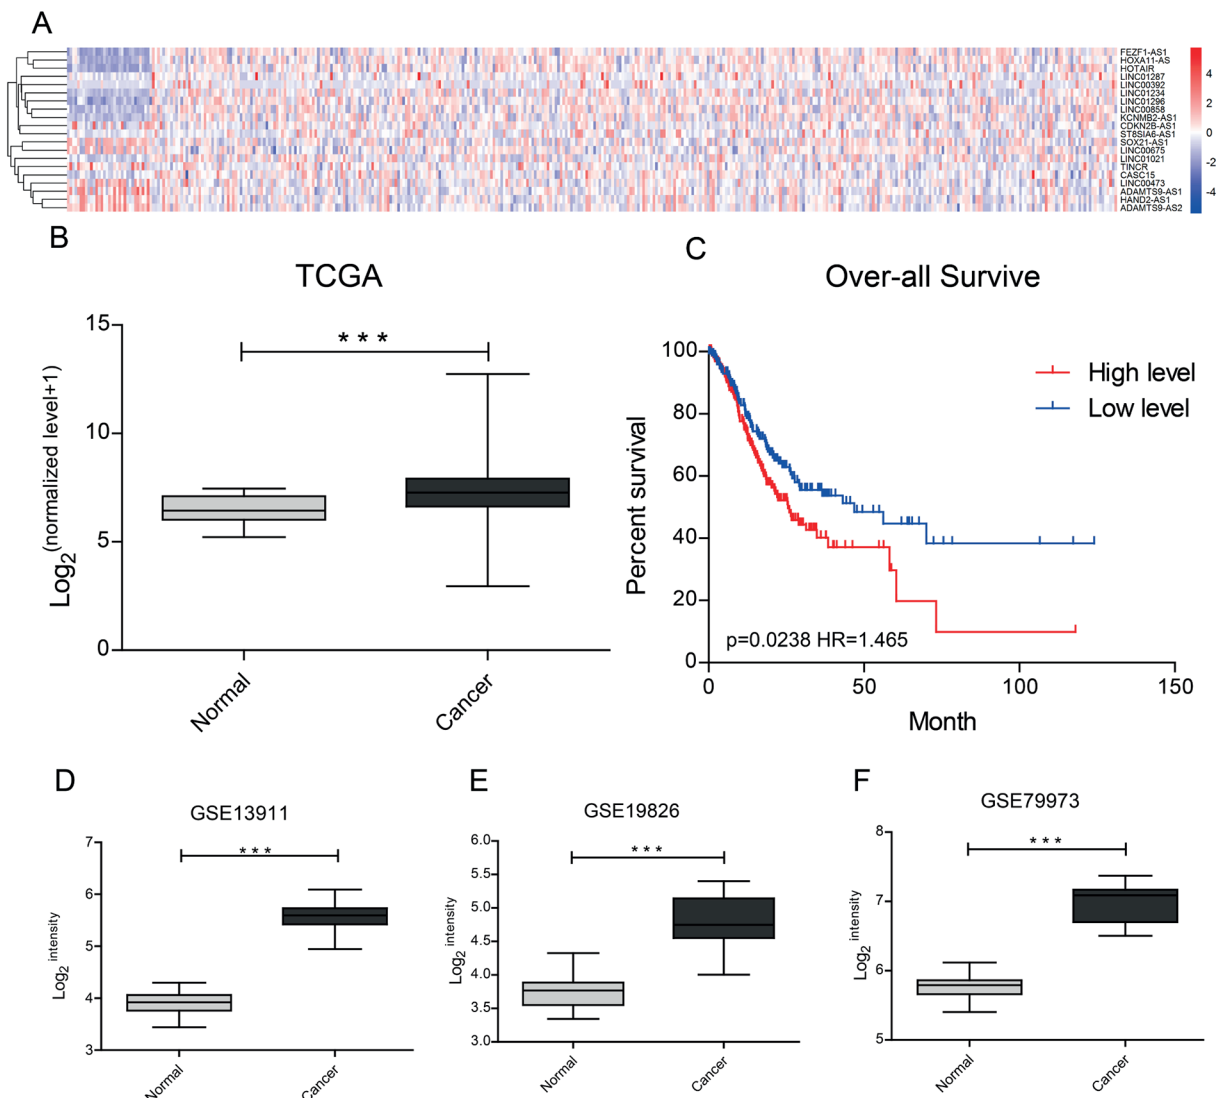 A
FEZF1-AS1
HOXA11-AS
HOTAIR
LINC01287
LINC00392
LINC01234
LINC01296
LINC00858
KCNMB2-AS1
CDKN2B-AS1
ST8SIA6-AS1
SOX21-AS1
LINC00675
LINC01021
TINCR
CASC15
LINC00473
ADAMTS9-AS1
HAND2-AS1
ADAMTS9-AS2
4
2
0
-2
-4
B
TCGA
Log2(normalized level+1)
15
10
5
0
* * *
Normal
Cancer
C
Over-all Survive
Percent survival
100
80
60
40
20
0
High level
Low level
p=0.0238 HR=1.465
0
50
100
150
Month
D
GSE13911
Log2 intensity
7
6
5
4
3
* * *
Normal
Cancer
E
GSE19826
Log2 intensity
6.0
5.5
5.0
4.5
4.0
3.5
3.0
* * *
Normal
Cancer
F
GSE79973
Log2 intensity
8
7
6
5
* * *
Normal
Cancer